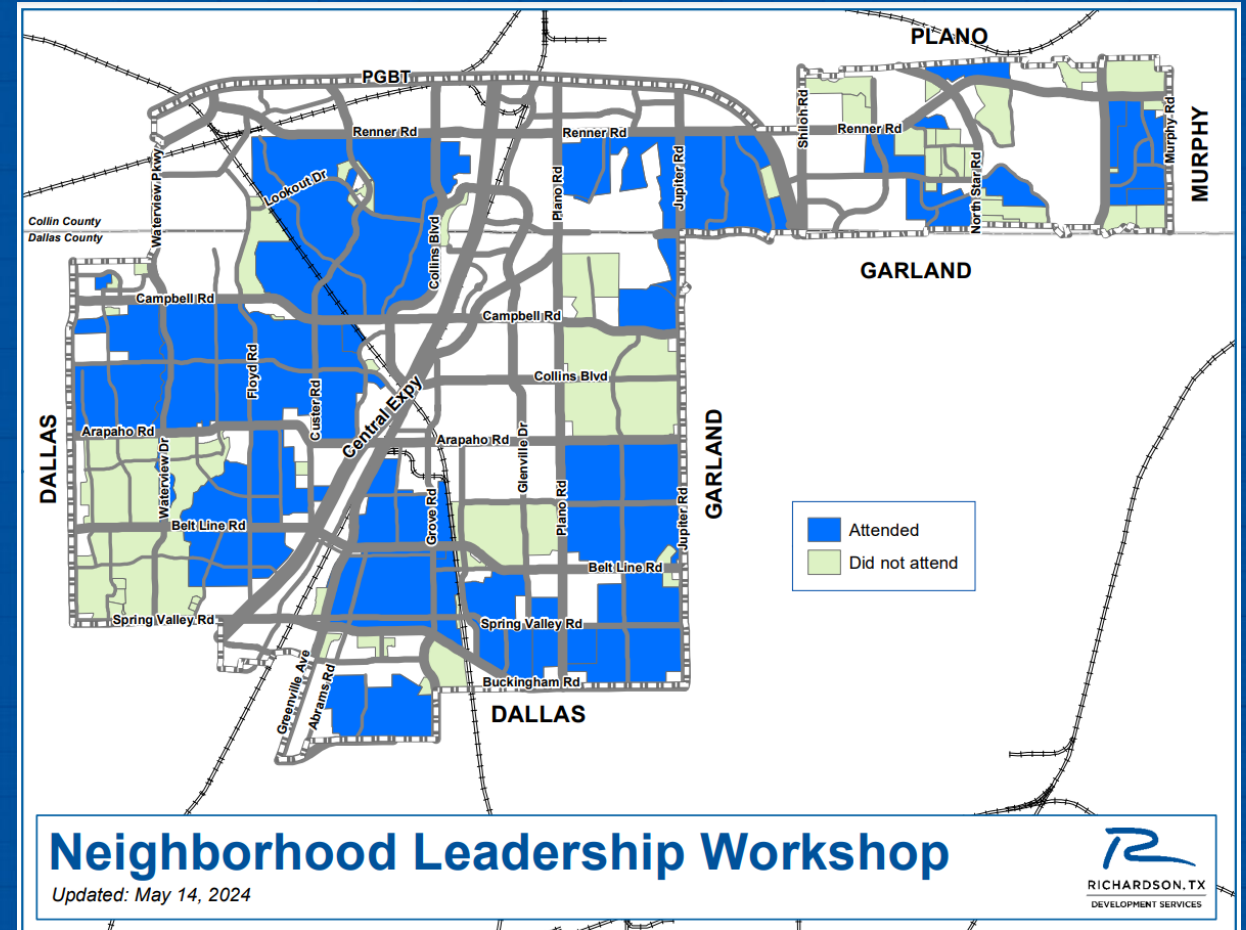 PLANO
PGBT
Shiloh Rd
Renner Rd
Renner Rd
Renner Rd
Murphy Rd
MURPHY
Waterview Pkwy
Lookout Dr
Plano Rd
Jupiter Rd
North Star Rd
Collin County
Dallas County
Collins Blvd
GARLAND
Campbell Rd
Campbell Rd
Floyd Rd
Custer Rd
Collins Blvd
Central Expy
DALLAS
Arapaho Rd
Arapaho Rd
GARLAND
Waterview Dr
Glenville Dr
Grove Rd
Plano Rd
Jupiter Rd
Belt Line Rd
Attended
Did not attend
Belt Line Rd
Spring Valley Rd
Spring Valley Rd
Greenville Ave
Abrams Rd
Buckingham Rd
DALLAS
Neighborhood Leadership Workshop
Updated: May 14, 2024
RICHARDSON.TX
DEVELOPMENT SERVICES